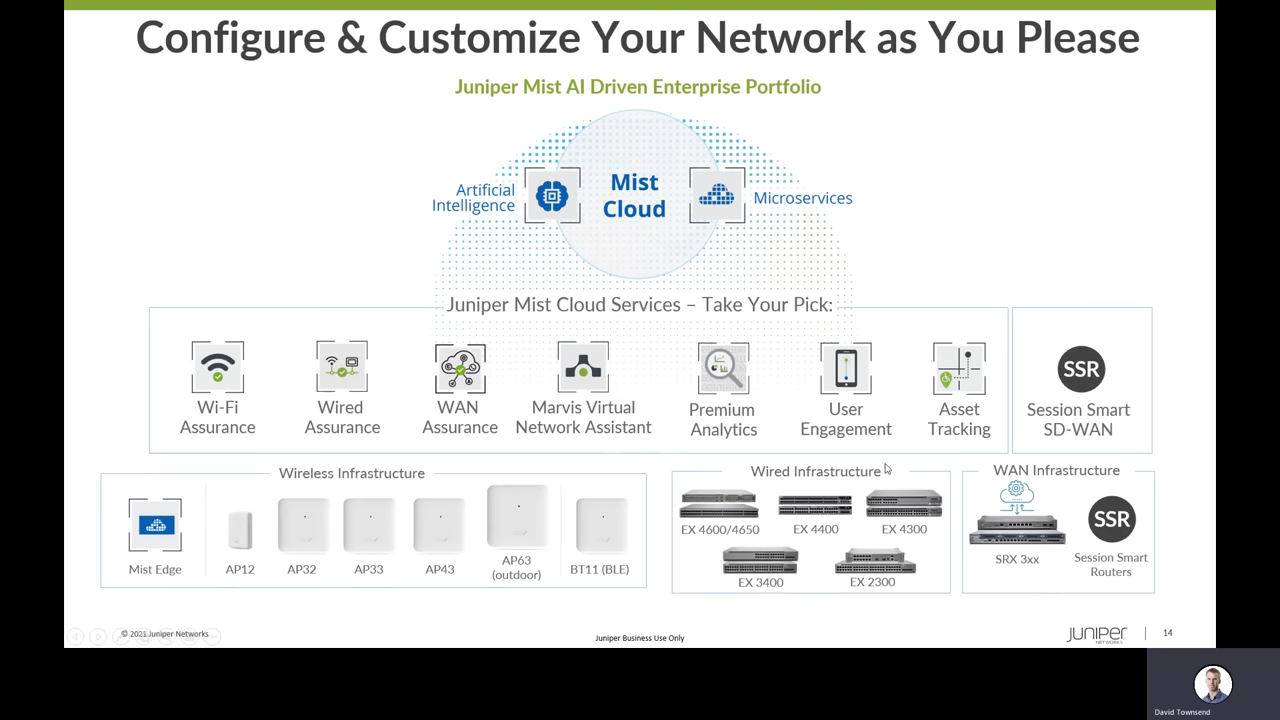 Configure & Customize Your Network as You Please
Juniper Mist AI Driven Enterprise Portfolio
Artificial
Intelligence
Mist
Cloud
Microservices
Juniper Mist Cloud Services – Take Your Pick:
Wi-Fi
Assurance
Wired
Assurance
WAN
Assurance
Marvis Virtual
Network Assistant
Premium
Analytics
User
Engagement
Asset
Tracking
SSR
Session Smart
SD-WAN
Wireless Infrastructure
Mist Edge
AP12
AP32
AP33
AP43
AP63
(outdoor)
BT11 (BLE)
Wired Infrastructure
EX 4600/4650
EX 4400
EX 4300
EX 3400
EX 2300
WAN Infrastructure
SRX 3xx
SSR
Session Smart
Routers
© 2021 Juniper Networks
Juniper Business Use Only
JUNIPER
NETWORKS
14
David Townsend